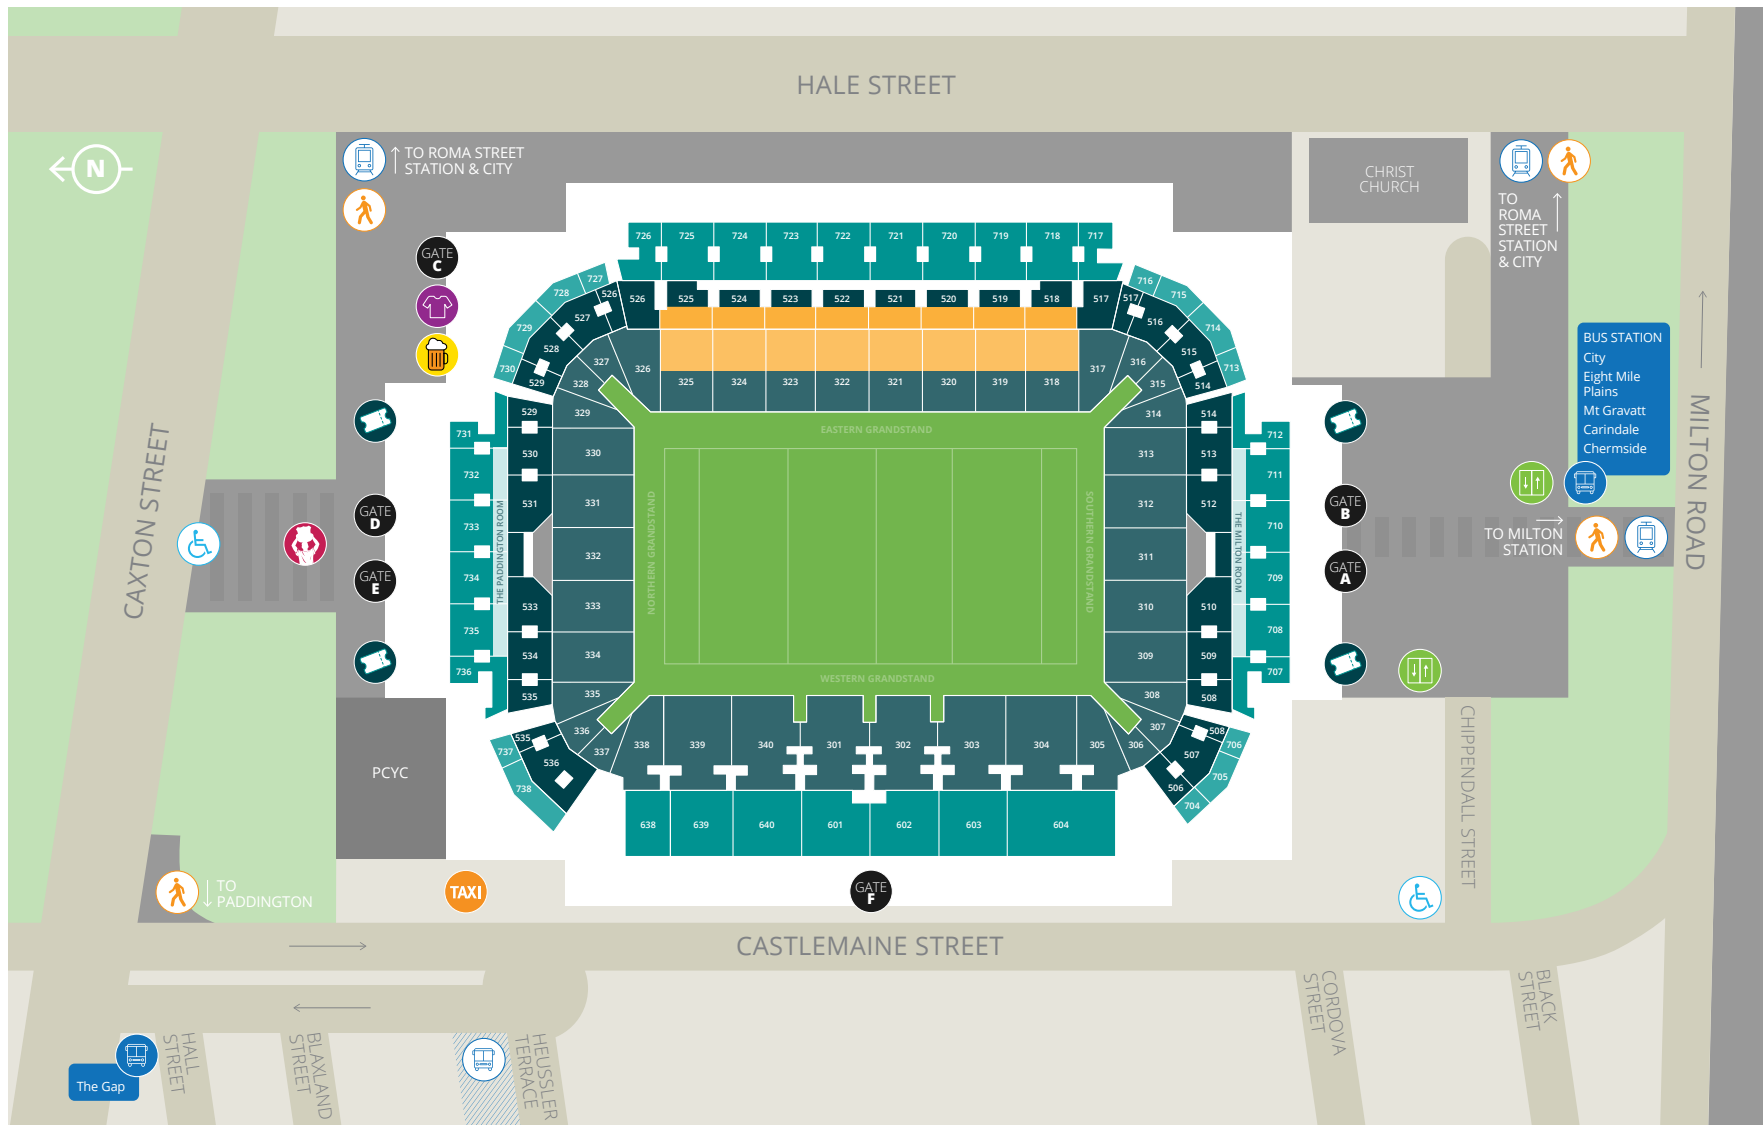 HALE STREET
N
TO ROMA STREET
STATION & CITY
CHRIST
CHURCH
TO
ROMA
STREET
STATION
& CITY
GATE
C
726 725 724 723 722 721 720 719 718 717
727 728 729 730
716 715 714 713
526 527 528 529
526 525 524 523 522 521 520 519 518 517
517 516 515 514
326 327 328 329
325 324 323 322 321 320 319 318
317 316 315 314
EASTERN GRANDSTAND
BUS STATION
City
Eight Mile
Plains
Mt Gravatt
Carindale
Chermside
MILTON ROAD
CAXTON STREET
GATE
D
GATE
E
731 732 733 734 735 736
THE PADDINGTON ROOM
529 530 531 533 534 535
330 331 332 333 334 335
NORTHERN GRANDSTAND
SOUTHERN GRANDSTAND
313 312 311 310 309 308
514 513 512 510 509 508
THE MILTON ROOM
712 711 710 709 708 707
GATE
B
GATE
A
TO MILTON
STATION
WESTERN GRANDSTAND
PCYC
535 536
737 738
336 337
338 339 340 301 302 303 304 305
306 307
508 507 506
706 705 704
638 639 640 601 602 603 604
CHIPPENDALL STREET
TO
PADDINGTON
TAXI
GATE
F
CASTLEMAINE STREET
The Gap
HALL
STREET
BLAXLAND
STREET
HEUSSLER
TERRACE
CORDOVA
STREET
BLACK
STREET